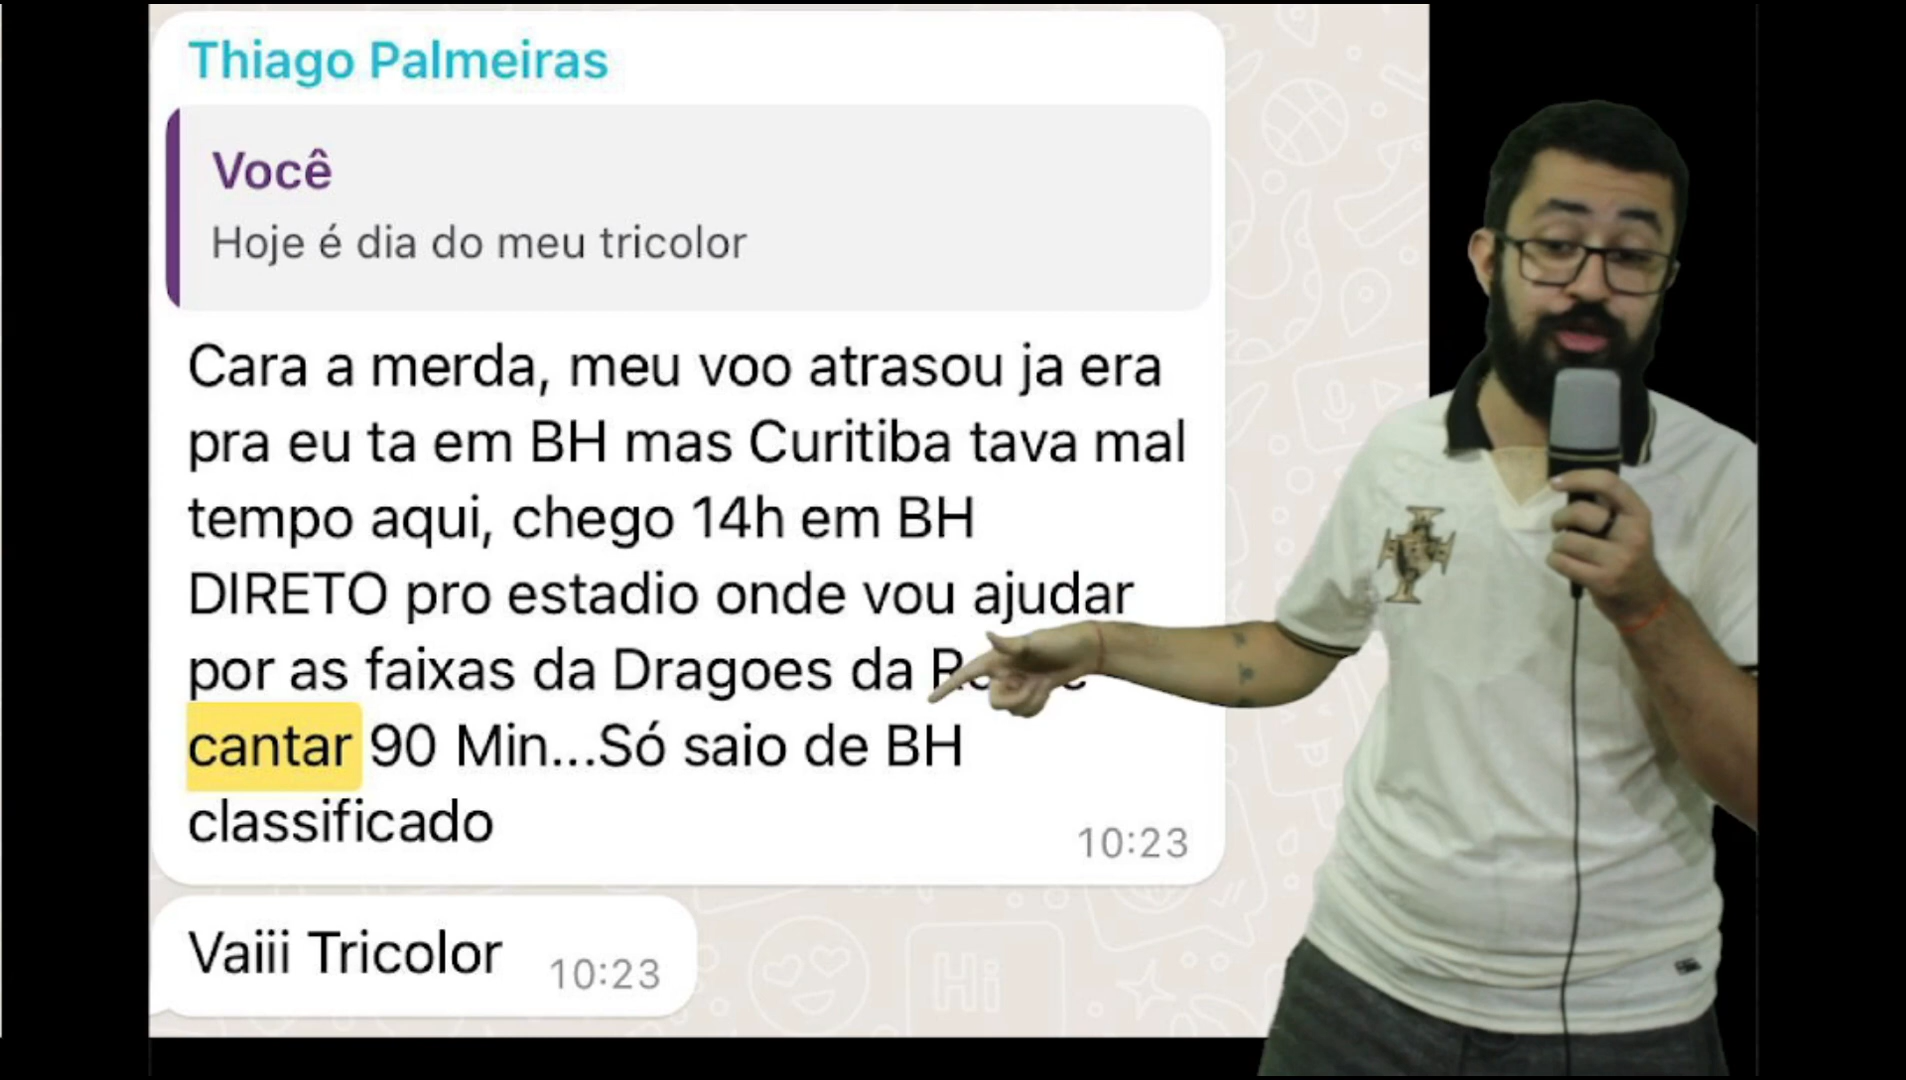 Thiago Palmeiras
Você
Hoje é dia do meu tricolor
Cara a merda, meu voo atrasou ja era
pra eu ta em BH mas Curitiba tava mal
tempo aqui, chego 14h em BH
DIRETO pro estadio onde vou ajudar
por as faixas da Dragoes da
cantar 90 Min...Só saio de BH
classificado
10:23
Vaiii Tricolor
10:23
Hi